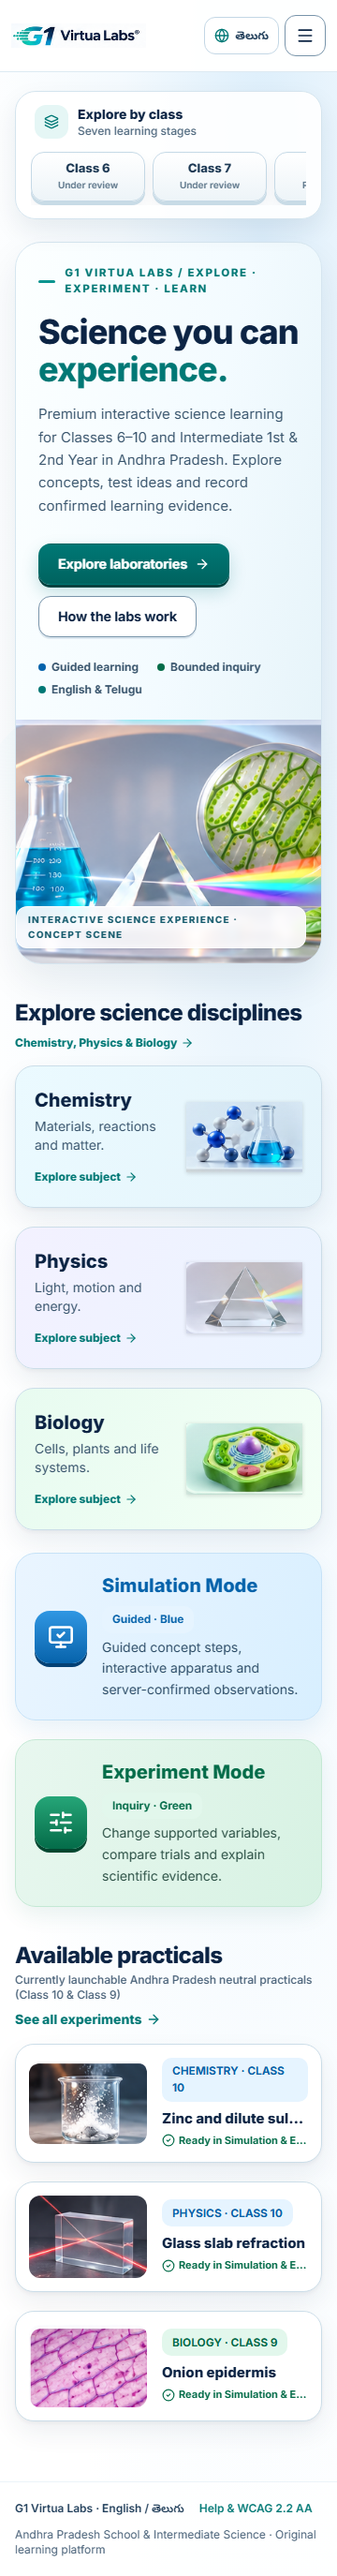 G1 Virtua Labs®
తెలుగు
Explore by class
Seven learning stages
Class 6
Class 7
Under review
Under review
G1 VIRTUA LABS / EXPLORE ·
EXPERIMENT · LEARN
Science you can
experience.
Premium interactive science learning
for Classes 6–10 and Intermediate 1st &
2nd Year in Andhra Pradesh. Explore
concepts, test ideas and record
confirmed learning evidence.
Explore laboratories →
How the labs work
Guided learning
Bounded inquiry
English & Telugu
INTERACTIVE SCIENCE EXPERIENCE ·
CONCEPT SCENE
Explore science disciplines
Chemistry, Physics & Biology →
Chemistry
Materials, reactions
and matter.
Explore subject →
Physics
Light, motion and
energy.
Explore subject →
Biology
Cells, plants and life
systems.
Explore subject →
Simulation Mode
Guided · Blue
Guided concept steps,
interactive apparatus and
server-confirmed observations.
Experiment Mode
Inquiry · Green
Change supported variables,
compare trials and explain
scientific evidence.
Available practicals
Currently launchable Andhra Pradesh neutral practicals
(Class 10 & Class 9)
See all experiments →
CHEMISTRY · CLASS
10
Zinc and dilute sul...
Ready in Simulation & E...
PHYSICS · CLASS 10
Glass slab refraction
Ready in Simulation & E...
BIOLOGY · CLASS 9
Onion epidermis
Ready in Simulation & E...
G1 Virtua Labs · English / తెలుగు
Help & WCAG 2.2 AA
Andhra Pradesh School & Intermediate Science · Original
learning platform